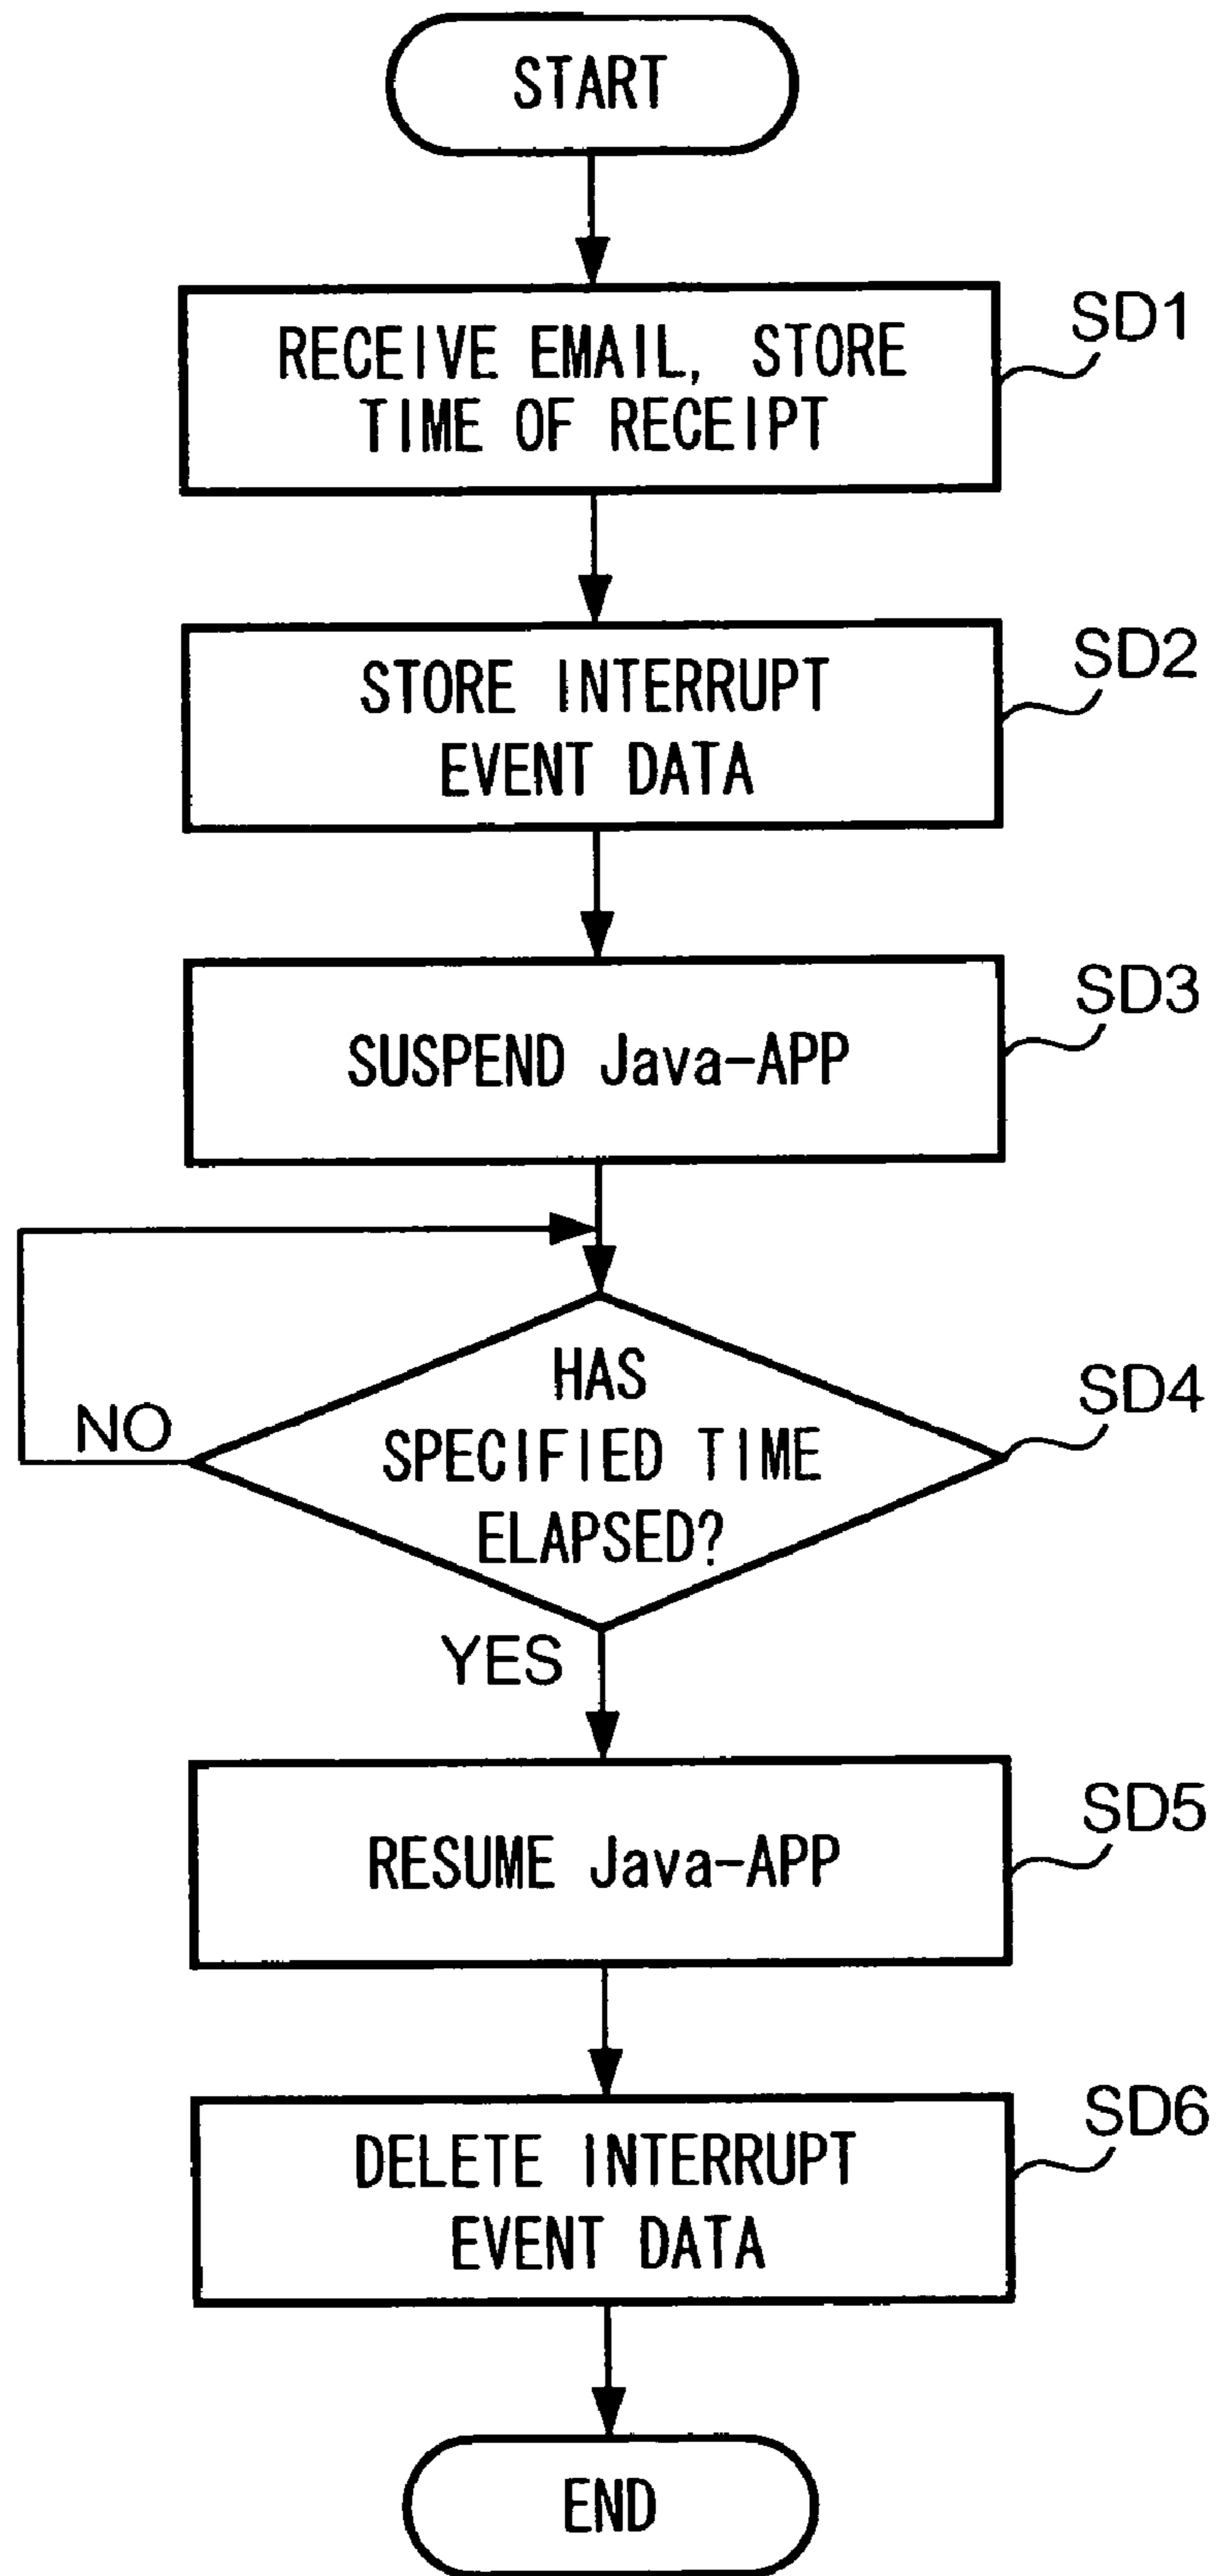 START
RECEIVE EMAIL, STORE
TIME OF RECEIPT
SD1
STORE INTERRUPT
EVENT DATA
SD2
SUSPEND Java-APP
SD3
HAS
SPECIFIED TIME
ELAPSED?
SD4
NO
YES
RESUME Java-APP
SD5
DELETE INTERRUPT
EVENT DATA
SD6
END